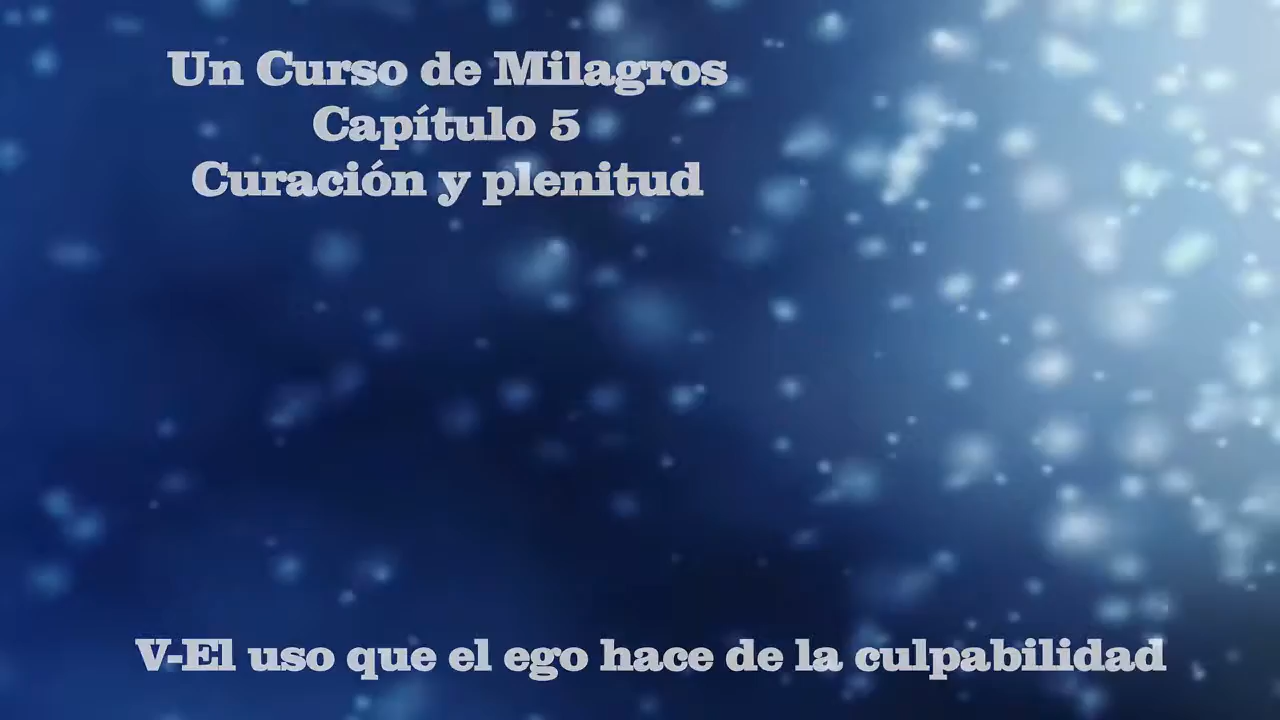 Un Curso de Milagros
Capítulo 5
Curación y plenitud
V-El uso que el ego hace de la culpabilidad